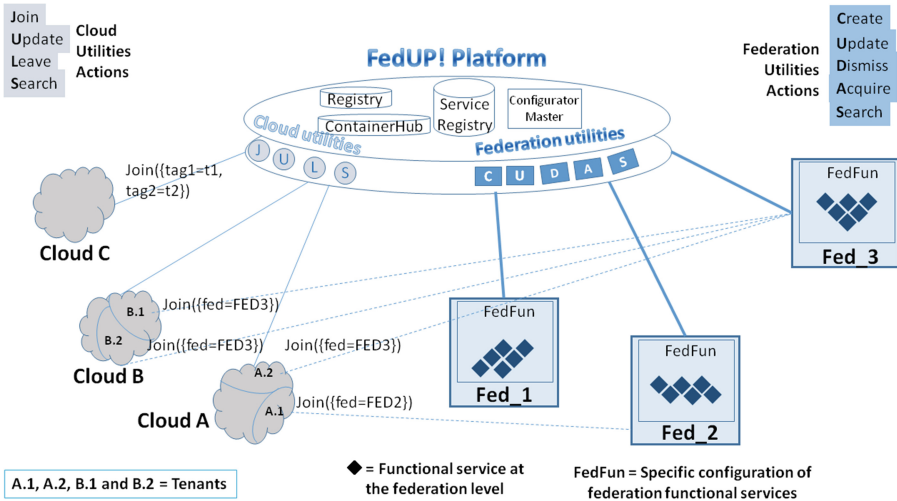 Join
Update
Leave
Search
Cloud
Utilities
Actions
FedUP! Platform
Federation
Utilities
Actions
Create
Update
Dismiss
Acquire
Search
Registry
ContainerHub
Service
Registry
Configurator
Master
Cloud utilities
Federation utilities
J U L S
C U D A S
Join({tag1=t1,
tag2=t2})
Cloud C
FedFun
Fed_3
B.1
B.2
Join({fed=FED3})
Join({fed=FED3})
Cloud B
Join({fed=FED3})
A.2
A.1
Join({fed=FED2})
Cloud A
FedFun
Fed_1
FedFun
Fed_2
A.1, A.2, B.1 and B.2 = Tenants
= Functional service at
the federation level
FedFun = Specific configuration of
federation functional services